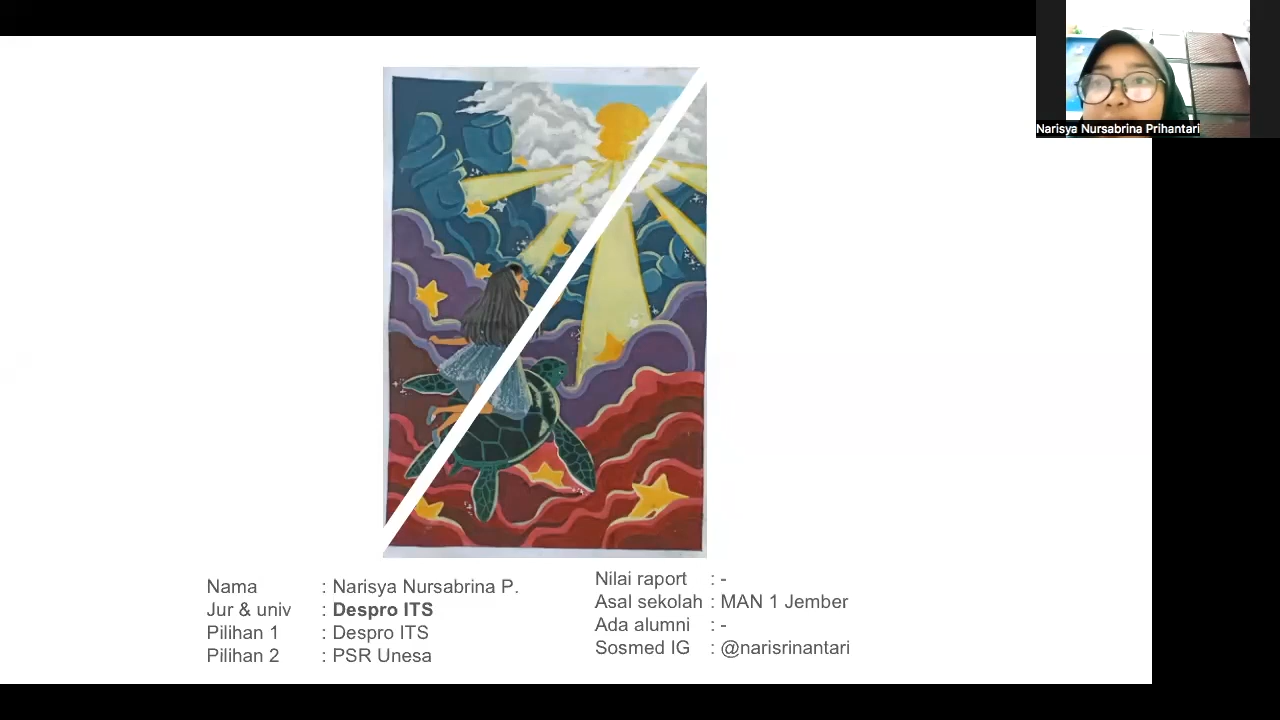 Narisya Nursabrina Prihantari
Nama : Narisya Nursabrina P.
Jur & univ : Despro ITS
Pilihan 1 : Despro ITS
Pilihan 2 : PSR Unesa
Nilai raport : -
Asal sekolah : MAN 1 Jember
Ada alumni : -
Sosmed IG : @narisrinantari